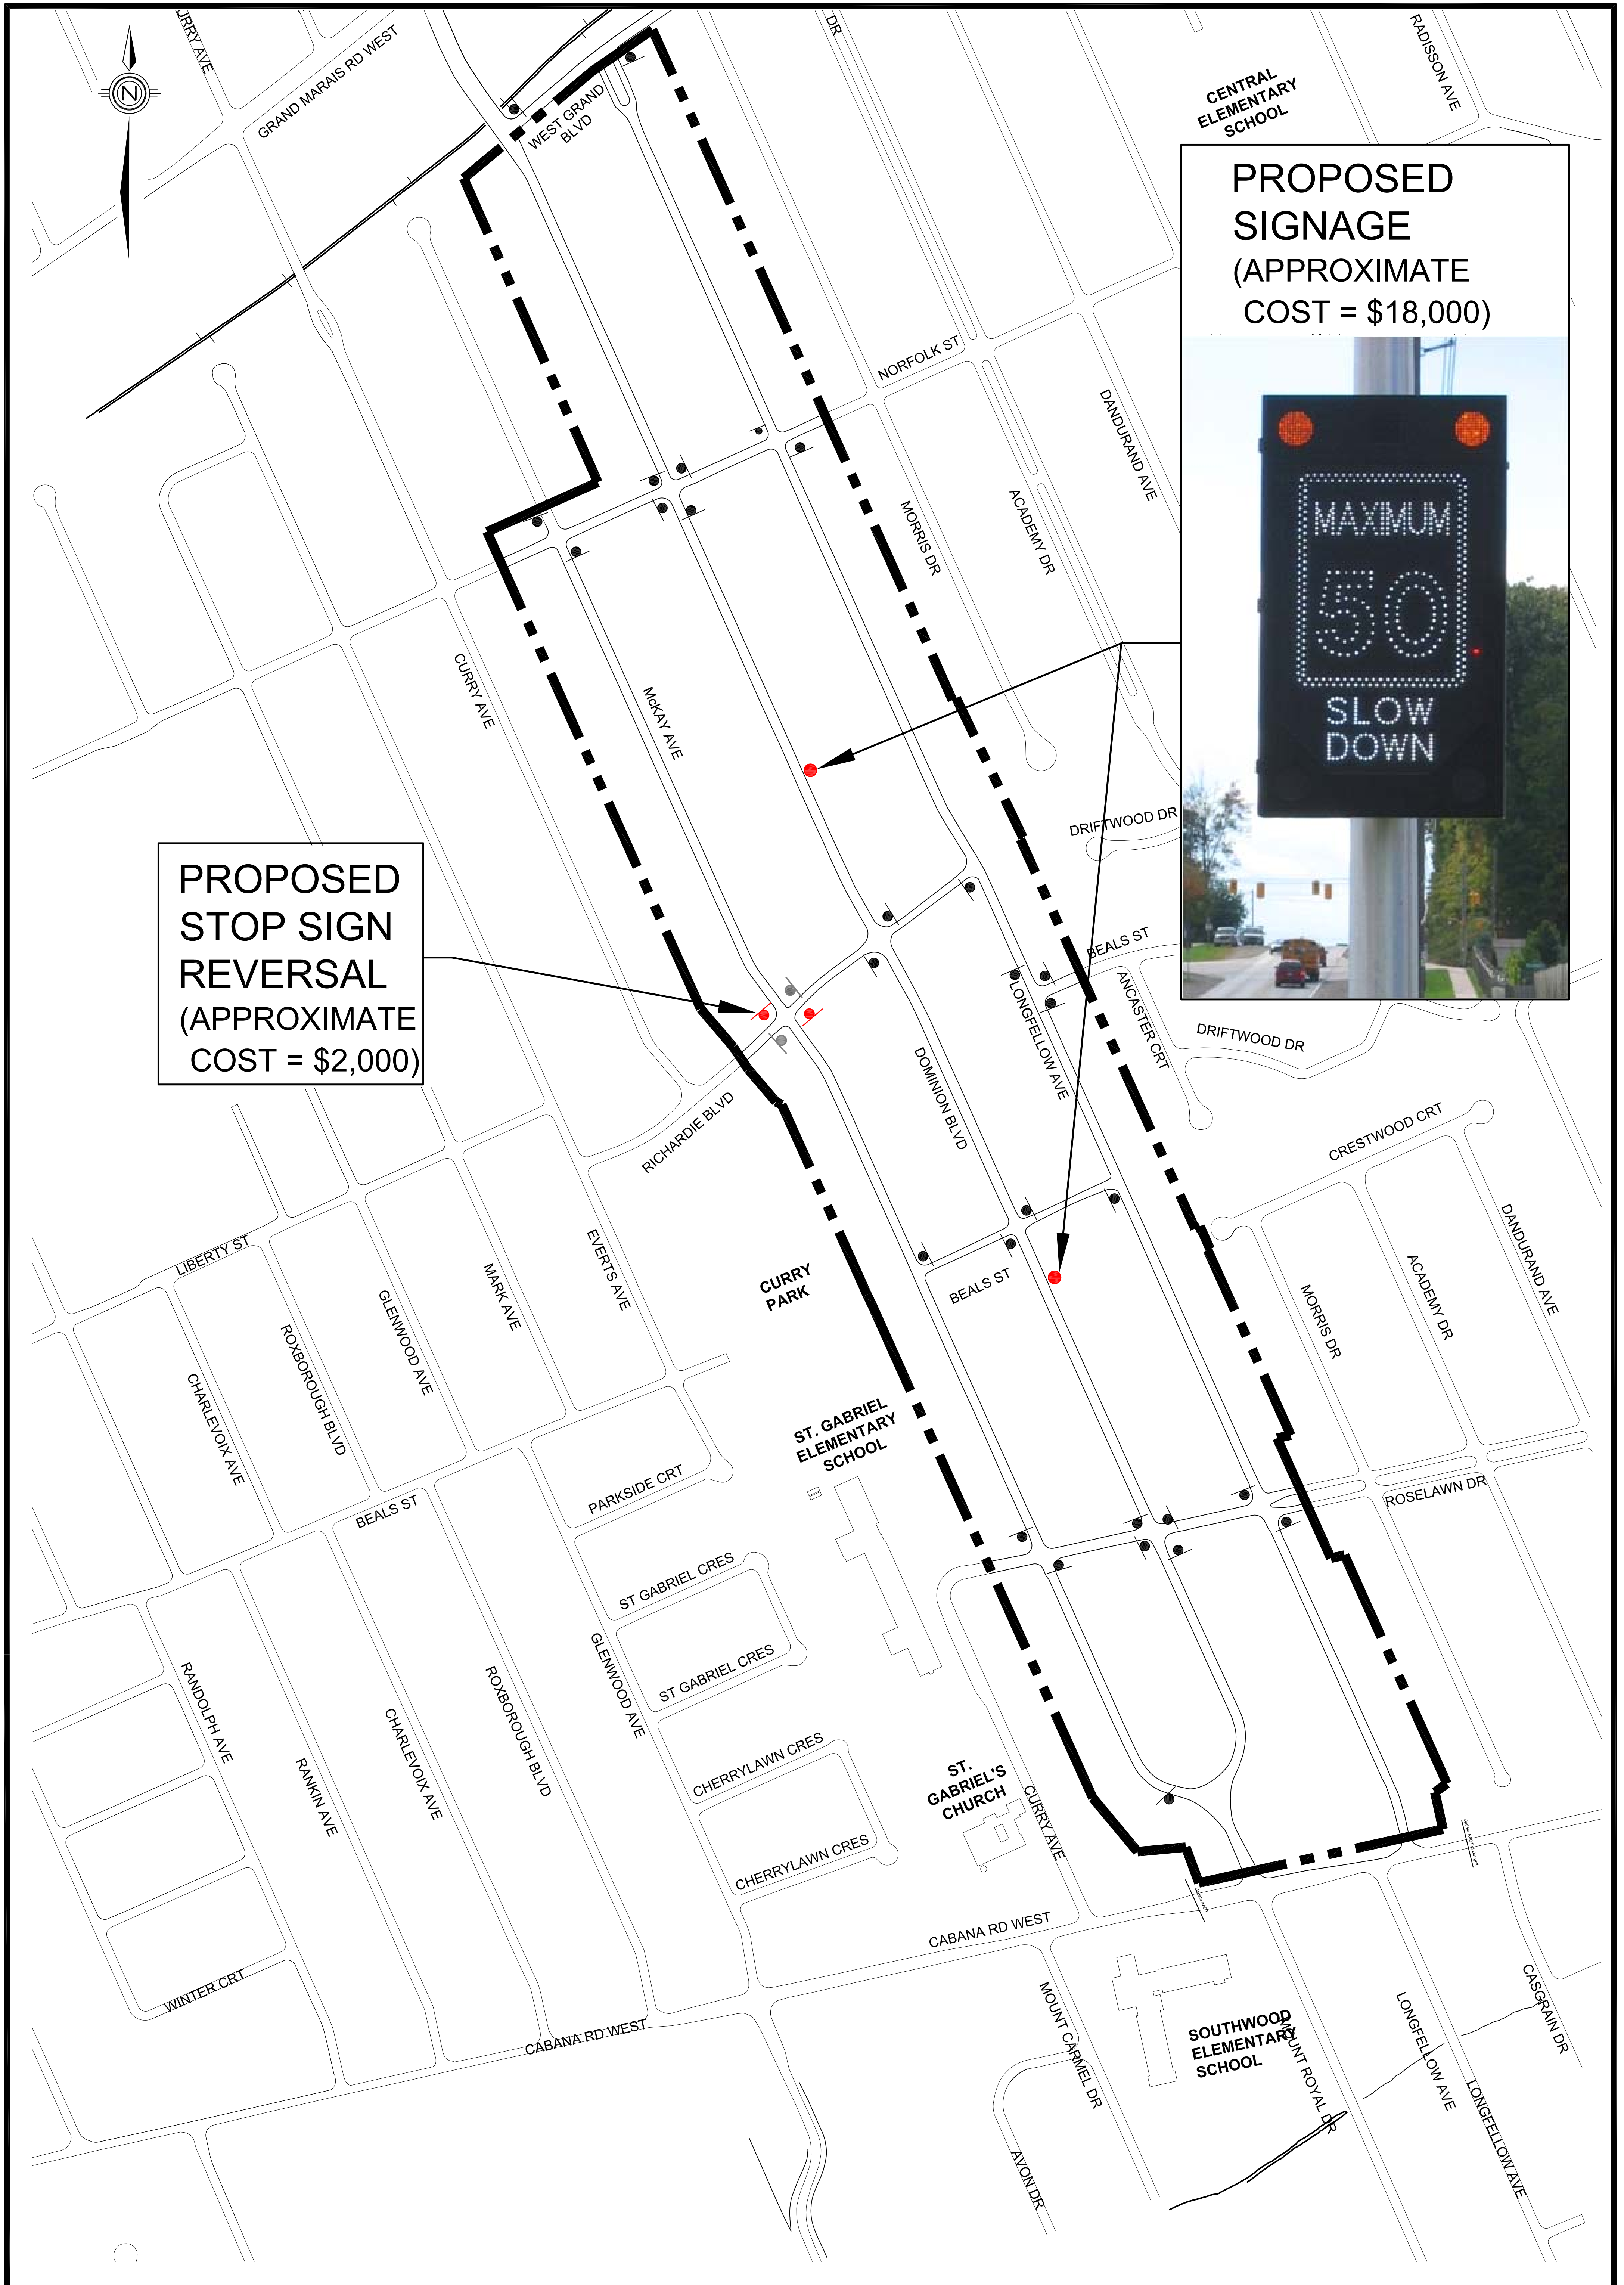 CURRY AVE
GRAND MARAIS RD WEST
N
WEST GRAND
BLVD
DR
CENTRAL
ELEMENTARY
SCHOOL
RADISSON AVE
PROPOSED
SIGNAGE
(APPROXIMATE
COST = $18,000)
MAXIMUM
50
SLOW
DOWN
NORFOLK ST
DANDURAND AVE
ACADEMY DR
MORRIS DR
CURRY AVE
McKAY AVE
DRIFTWOOD DR
PROPOSED
STOP SIGN
REVERSAL
(APPROXIMATE
COST = $2,000)
BEALS ST
LONGFELLOW AVE
ANCASTER CRT
DRIFTWOOD DR
DOMINION BLVD
RICHARDIE BLVD
CRESTWOOD CRT
DANDURAND AVE
ACADEMY DR
MORRIS DR
LIBERTY ST
EVERTS AVE
MARK AVE
GLENWOOD AVE
ROXBOROUGH BLVD
CHARLEVOIX AVE
CURRY
PARK
BEALS ST
ST. GABRIEL
ELEMENTARY
SCHOOL
PARKSIDE CRT
BEALS ST
ROSELAWN DR
ST GABRIEL CRES
ST GABRIEL CRES
GLENWOOD AVE
RANDOLPH AVE
RANKIN AVE
CHARLEVOIX AVE
ROXBOROUGH BLVD
CHERRYLAWN CRES
CHERRYLAWN CRES
ST.
GABRIEL'S
CHURCH
CURRY AVE
CABANA RD WEST
WINTER CRT
CABANA RD WEST
MOUNT CARMEL DR
SOUTHWOOD
ELEMENTARY
SCHOOL
MOUNT ROYAL DR
LONGFELLOW AVE
CASGRAIN DR
LONGFELLOW AVE
AVON DR